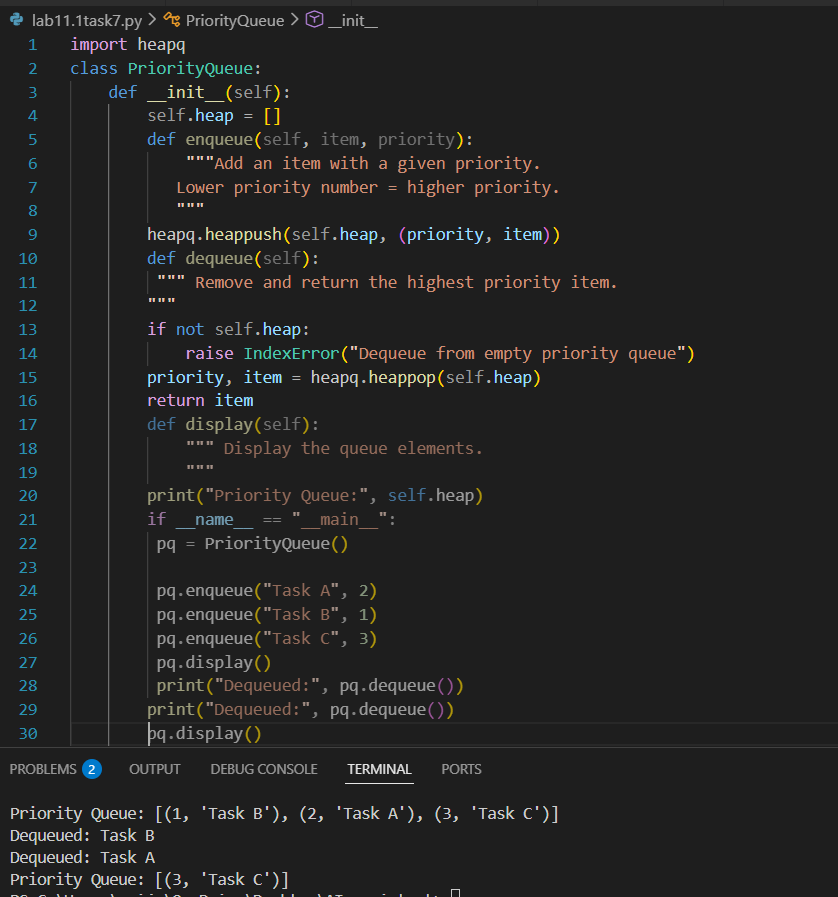 lab11.1task7.py > PriorityQueue > __init__
1 import heapq
2 class PriorityQueue:
3     def __init__(self):
4         self.heap = []
5         def enqueue(self, item, priority):
6             """Add an item with a given priority.
7            Lower priority number = higher priority.
8            """
9         heapq.heappush(self.heap, (priority, item))
10         def dequeue(self):
11          """ Remove and return the highest priority item.
12         """
13         if not self.heap:
14             raise IndexError("Dequeue from empty priority queue")
15         priority, item = heapq.heappop(self.heap)
16         return item
17         def display(self):
18             """ Display the queue elements.
19             """
20         print("Priority Queue:", self.heap)
21         if __name__ == "__main__":
22          pq = PriorityQueue()
23
24          pq.enqueue("Task A", 2)
25          pq.enqueue("Task B", 1)
26          pq.enqueue("Task C", 3)
27          pq.display()
28          print("Dequeued:", pq.dequeue())
29         print("Dequeued:", pq.dequeue())
30         pq.display()
PROBLEMS 2 OUTPUT DEBUG CONSOLE TERMINAL PORTS
Priority Queue: [(1, 'Task B'), (2, 'Task A'), (3, 'Task C')]
Dequeued: Task B
Dequeued: Task A
Priority Queue: [(3, 'Task C')]